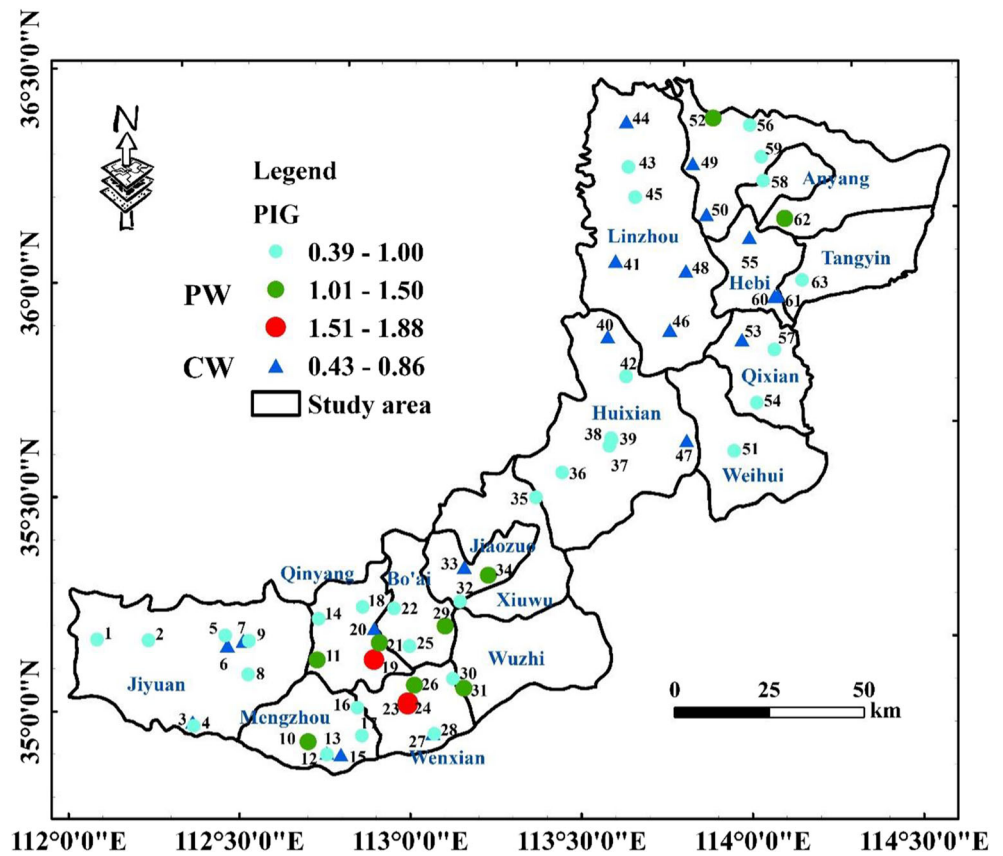 36°30'0"N
36°0'0"N
35°30'0"N
35°0'0"N
N
Legend
PIG
0.39 - 1.00
PW
1.01 - 1.50
1.51 - 1.88
CW
0.43 - 0.86
Study area
44
52
56
43
49
59
58
Anyang
45
50
62
Linzhou
55
Tangyin
41
48
Hebi
63
60
61
40
46
53
57
42
Qixian
54
Huixian
38
39
37
47
51
Weihui
36
35
Jiaozuo
33
34
Qinyang
Bo'ai
32
Xiuwu
14
18
22
29
1
2
5
7
9
6
20
21
25
11
19
Wuzhi
8
30
Jiyuan
26
31
3
4
Mengzhou
16
23
24
10
13
17
27
28
12
15
Wenxian
0
25
50
km
112°0'0"E
112°30'0"E
113°0'0"E
113°30'0"E
114°0'0"E
114°30'0"E